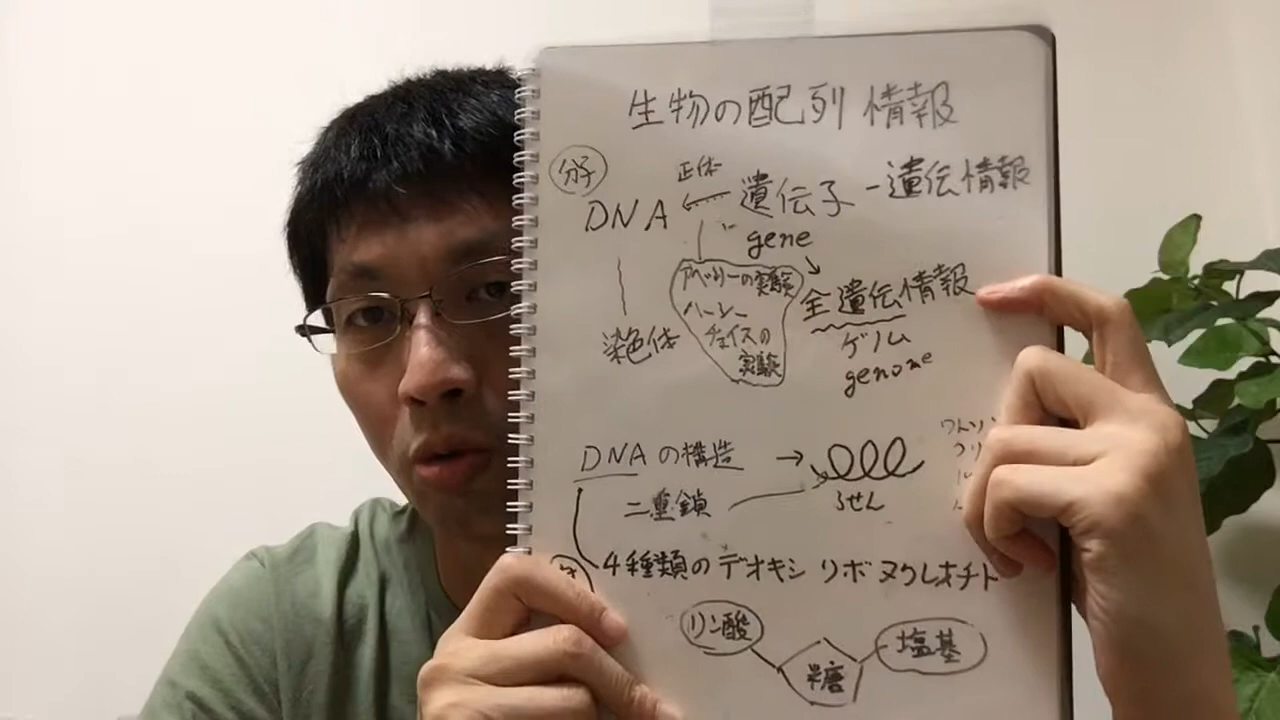 生物の配列情報
分子
正体
DNA ← 遺伝子 - 遺伝情報
gene
アベリーの実験
ハーシー
チェイスの
実験
全遺伝情報
ゲノム
genome
染色体
DNAの構造 →
らせん
二重鎖
4種類のデオキシリボヌクレオチド
リン酸
糖
塩基